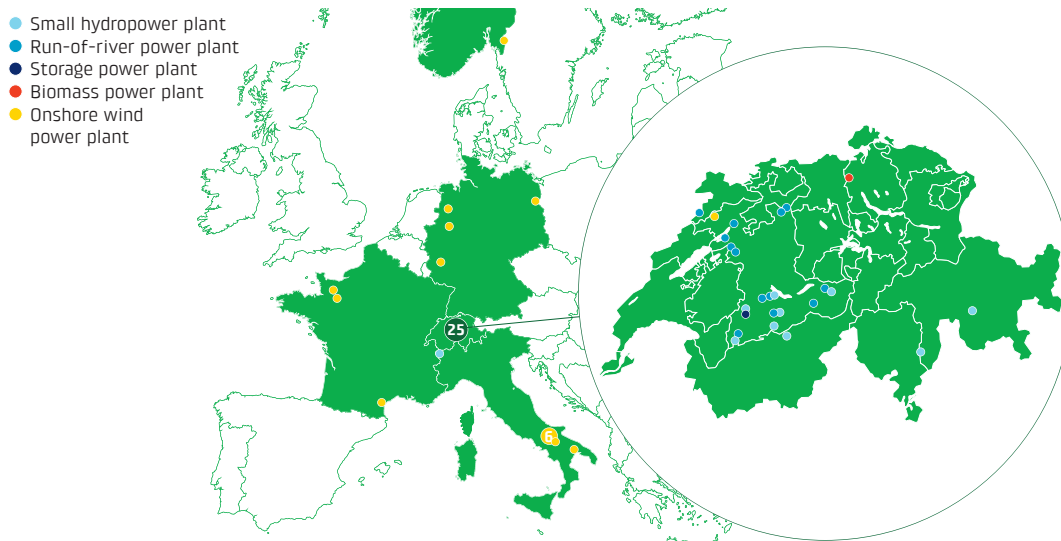 Small hydropower plant
Run-of-river power plant
Storage power plant
Biomass power plant
Onshore wind
power plant
25
6